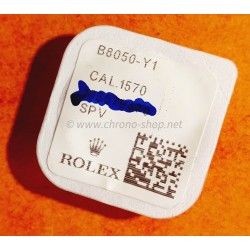 B8050-Y1
CAL.1570
SPV
© www.chrono-shop.net
ROLEX